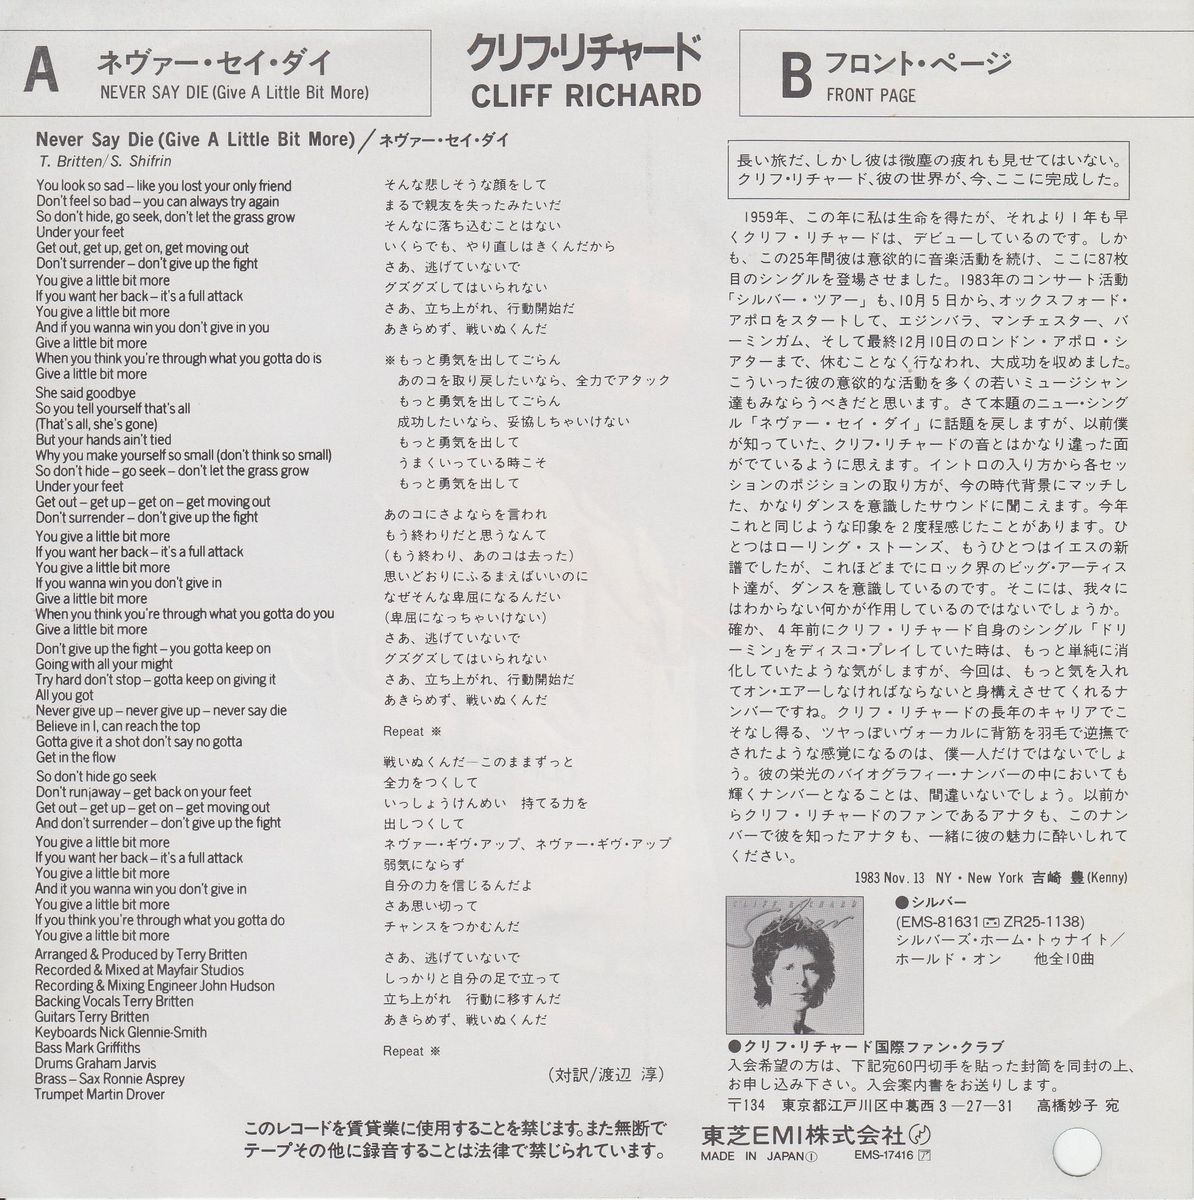 A
ネヴァー・セイ・ダイ
NEVER SAY DIE (Give A Little Bit More)
クリフ・リチャード
CLIFF RICHARD
B
フロント・ページ
FRONT PAGE
Never Say Die (Give A Little Bit More)／ネヴァー・セイ・ダイ
T. Britten/S. Shifrin
You look so sad – like you lost your only friend
Don't feel so bad – you can always try again
So don't hide, go seek, don't let the grass grow
Under your feet
Get out, get up, get on, get moving out
Don't surrender – don't give up the fight
You give a little bit more
If you want her back – it's a full attack
You give a little bit more
And if you wanna win you don't give in you
Give a little bit more
When you think you're through what you gotta do is
Give a little bit more
She said goodbye
So you tell yourself that's all
(That's all, she's gone)
But your hands ain't tied
Why you make yourself so small (don't think so small)
So don't hide – go seek – don't let the grass grow
Under your feet
Get out – get up – get on – get moving out
Don't surrender – don't give up the fight
You give a little bit more
If you want her back – it's a full attack
You give a little bit more
If you wanna win you don't give in
Give a little bit more
When you think you're through what you gotta do you
Give a little bit more
Don't give up the fight – you gotta keep on
Going with all your might
Try hard don't stop – gotta keep on giving it
All you got
Never give up – never give up – never say die
Believe in I, can reach the top
Gotta give it a shot don't say no gotta
Get in the flow
So don't hide go seek
Don't run away – get back on your feet
Get out – get up – get on – get moving out
And don't surrender – don't give up the fight
You give a little bit more
If you want her back – it's a full attack
You give a little bit more
And it you wanna win you don't give in
You give a little bit more
If you think you're through what you gotta do
You give a little bit more
Arranged & Produced by Terry Britten
Recorded & Mixed at Mayfair Studios
Recording & Mixing Engineer John Hudson
Backing Vocals Terry Britten
Guitars Terry Britten
Keyboards Nick Glennie-Smith
Bass Mark Griffiths
Drums Graham Jarvis
Brass – Sax Ronnie Asprey
Trumpet Martin Drover
そんな悲しそうな顔をして
まるで親友を失ったみたいだ
そんなに落ち込むことはない
いくらでも、やり直しはきくんだから
さあ、逃げていないで
グズグズしてはいられない
さあ、立ち上がれ、行動開始だ
あきらめず、戦いぬくんだ
※もっと勇気を出してごらん
あのコを取り戻したいなら、全力でアタック
もっと勇気を出してごらん
成功したいなら、妥協しちゃいけない
もっと勇気を出して
うまくいっている時こそ
もっと勇気を出して
あのコにさよならを言われ
もう終わりだと思うなんて
(もう終わり、あのコは去った)
思いどおりにふるまえばいいのに
なぜそんな卑屈になるんだい
(卑屈になっちゃいけない)
さあ、逃げていないで
グズグズしてはいられない
さあ、立ち上がれ、行動開始だ
あきらめず、戦いぬくんだ
Repeat ※
戦いぬくんだ―このままずっと
全力をつくして
いっしょうけんめい　持てる力を
出しつくして
ネヴァー・ギヴ・アップ、ネヴァー・ギヴ・アップ
弱気にならず
自分の力を信じるんだよ
さあ思い切って
チャンスをつかむんだ
さあ、逃げていないで
しっかりと自分の足で立って
立ち上がれ　行動に移すんだ
あきらめず、戦いぬくんだ
Repeat ※
(対訳/渡辺 淳)
長い旅だ、しかし彼は微塵の疲れも見せてはいない。
クリフ・リチャード、彼の世界が、今、ここに完成した。
1959年、この年に私は生命を得たが、それより1年も早
くクリフ・リチャードは、デビューしているのです。しか
も、この25年間彼は意欲的に音楽活動を続け、ここに87枚
目のシングルを登場させました。1983年のコンサート活動
「シルバー・ツアー」も、10月5日から、オックスフォード・
アポロをスタートして、エジンバラ、マンチェスター、バ
ーミンガム、そして最終12月10日のロンドン・アポロ・シ
アターまで、休むことなく行なわれ、大成功を収めました。
こういった彼の意欲的な活動を多くの若いミュージシャン
達もみならうべきだと思います。さて本題のニュー・シング
ル「ネヴァー・セイ・ダイ」に話題を戻しますが、以前僕
が知っていた、クリフ・リチャードの音とはかなり違った面
がでているように思えます。イントロの入り方から各セッ
ションのポジションの取り方が、今の時代背景にマッチし
た、かなりダンスを意識したサウンドに聞こえます。今年
これと同じような印象を2度程感じたことがあります。ひ
とつはローリング・ストーンズ、もうひとつはイエスの新
譜でしたが、これほどまでにロック界のビッグ・アーティス
ト達が、ダンスを意識しているのです。そこには、我々に
はわからない何かが作用しているのではないでしょうか。
確か、4年前にクリフ・リチャード自身のシングル「ドリ
ーミン」をディスコ・プレイしていた時は、もっと単純に消
化していたような気がしますが、今回は、もっと気を入れ
てオン・エアーしなければならないと身構えさせてくれるナ
ンバーですね。クリフ・リチャードの長年のキャリアでこ
そなし得る、ツヤっぽいヴォーカルに背筋を羽毛で逆撫で
されたような感覚になるのは、僕一人だけではないでしょ
う。彼の栄光のバイオグラフィー・ナンバーの中においても
輝くナンバーとなることは、間違いないでしょう。以前か
らクリフ・リチャードのファンであるアナタも、このナン
バーで彼を知ったアナタも、一緒に彼の魅力に酔いしれて
ください。
1983 Nov. 13 NY・New York 吉崎 豊(Kenny)
CLIFF RICHARD
Silver
●シルバー
(EMS-81631 ZR25-1138)
シルバーズ・ホーム・トゥナイト／
ホールド・オン　他全10曲
●クリフ・リチャード国際ファン・クラブ
入会希望の方は、下記宛60円切手を貼った封筒を同封の上、
お申し込み下さい。入会案内書をお送りします。
〒134　東京都江戸川区中葛西3―27―31　高橋妙子 宛
このレコードを賃貸業に使用することを禁じます。また無断で
テープその他に録音することは法律で禁じられています。
東芝EMI株式会社
MADE IN JAPAN Ⓘ EMS-17416 ア